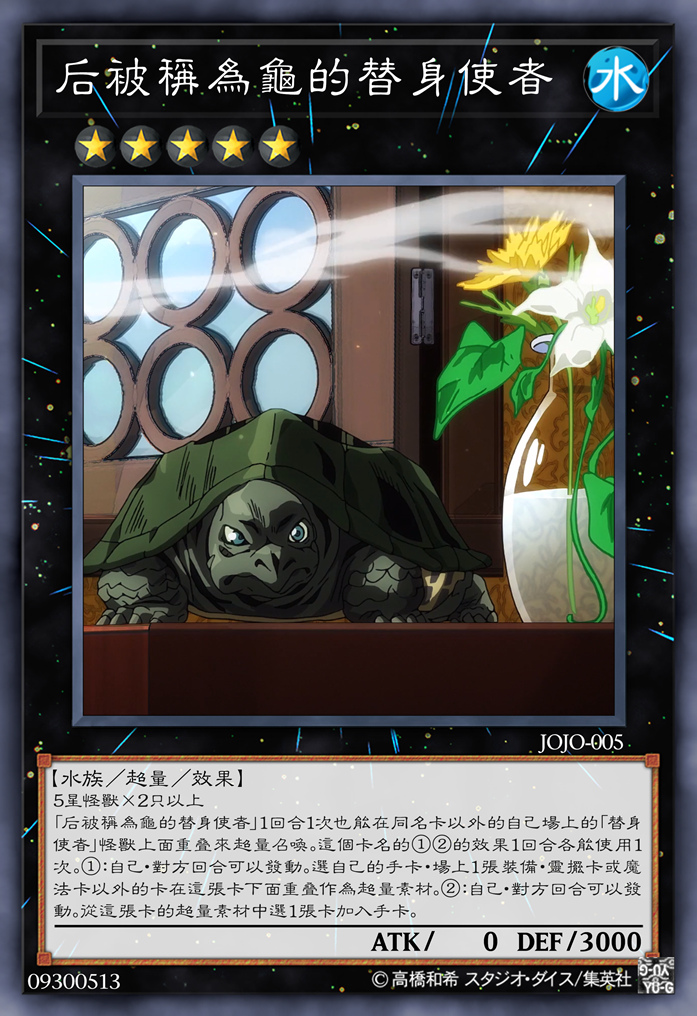 后被稱為龜的替身使者
水
JOJO-005
【水族／超量／效果】
5星怪獸×2只以上
「后被稱為龜的替身使者」1回合1次也能在同名卡以外的自己場上的「替身
使者」怪獸上面重疊來超量召喚。這個卡名的①②的效果1回合各能使用1
次。①:自己·對方回合可以發動。選自己的手卡·場上1張裝備·靈擺卡或魔
法卡以外的卡在這張卡下面重疊作為超量素材。②:自己·對方回合可以發
動。從這張卡的超量素材中選1張卡加入手卡。
ATK/ 0 DEF/3000
09300513
©高橋和希 スタジオ·ダイス/集英社
YU-G